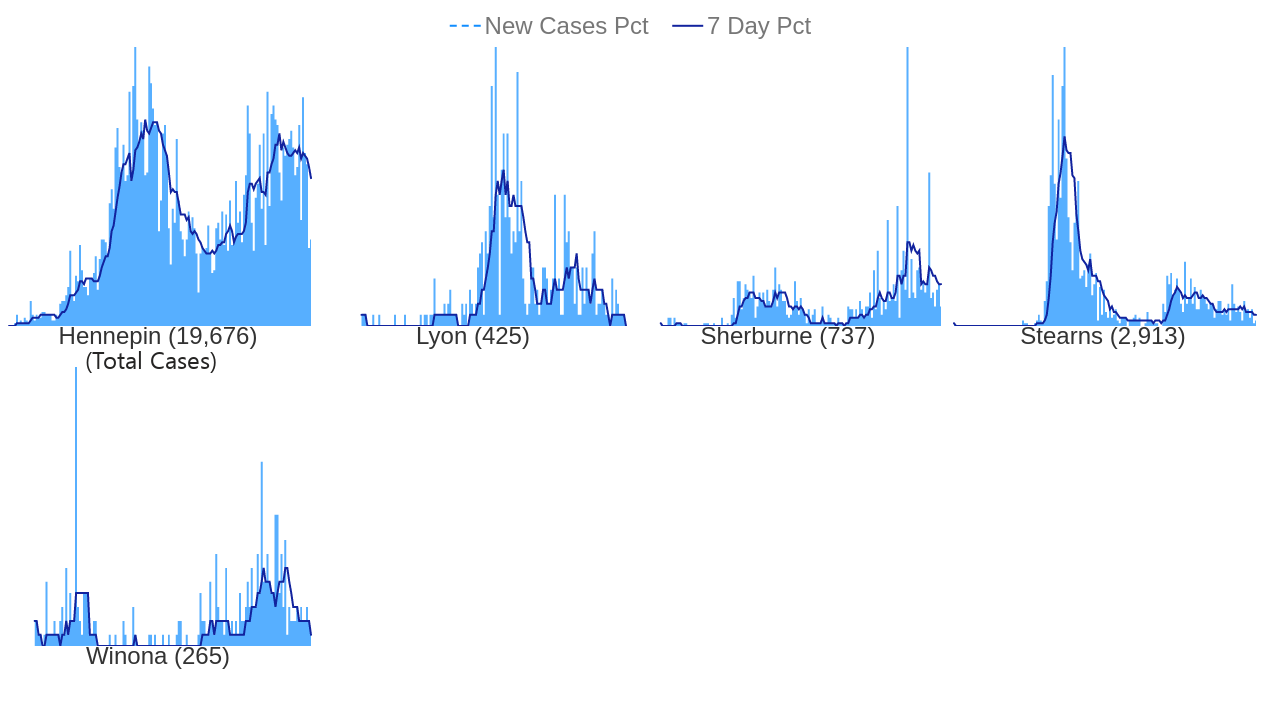 New Cases Pct 7 Day Pct
Hennepin (19,676) Lyon (425) Sherburne (737) Stearns (2,913)
(Total Cases)
Winona (265)